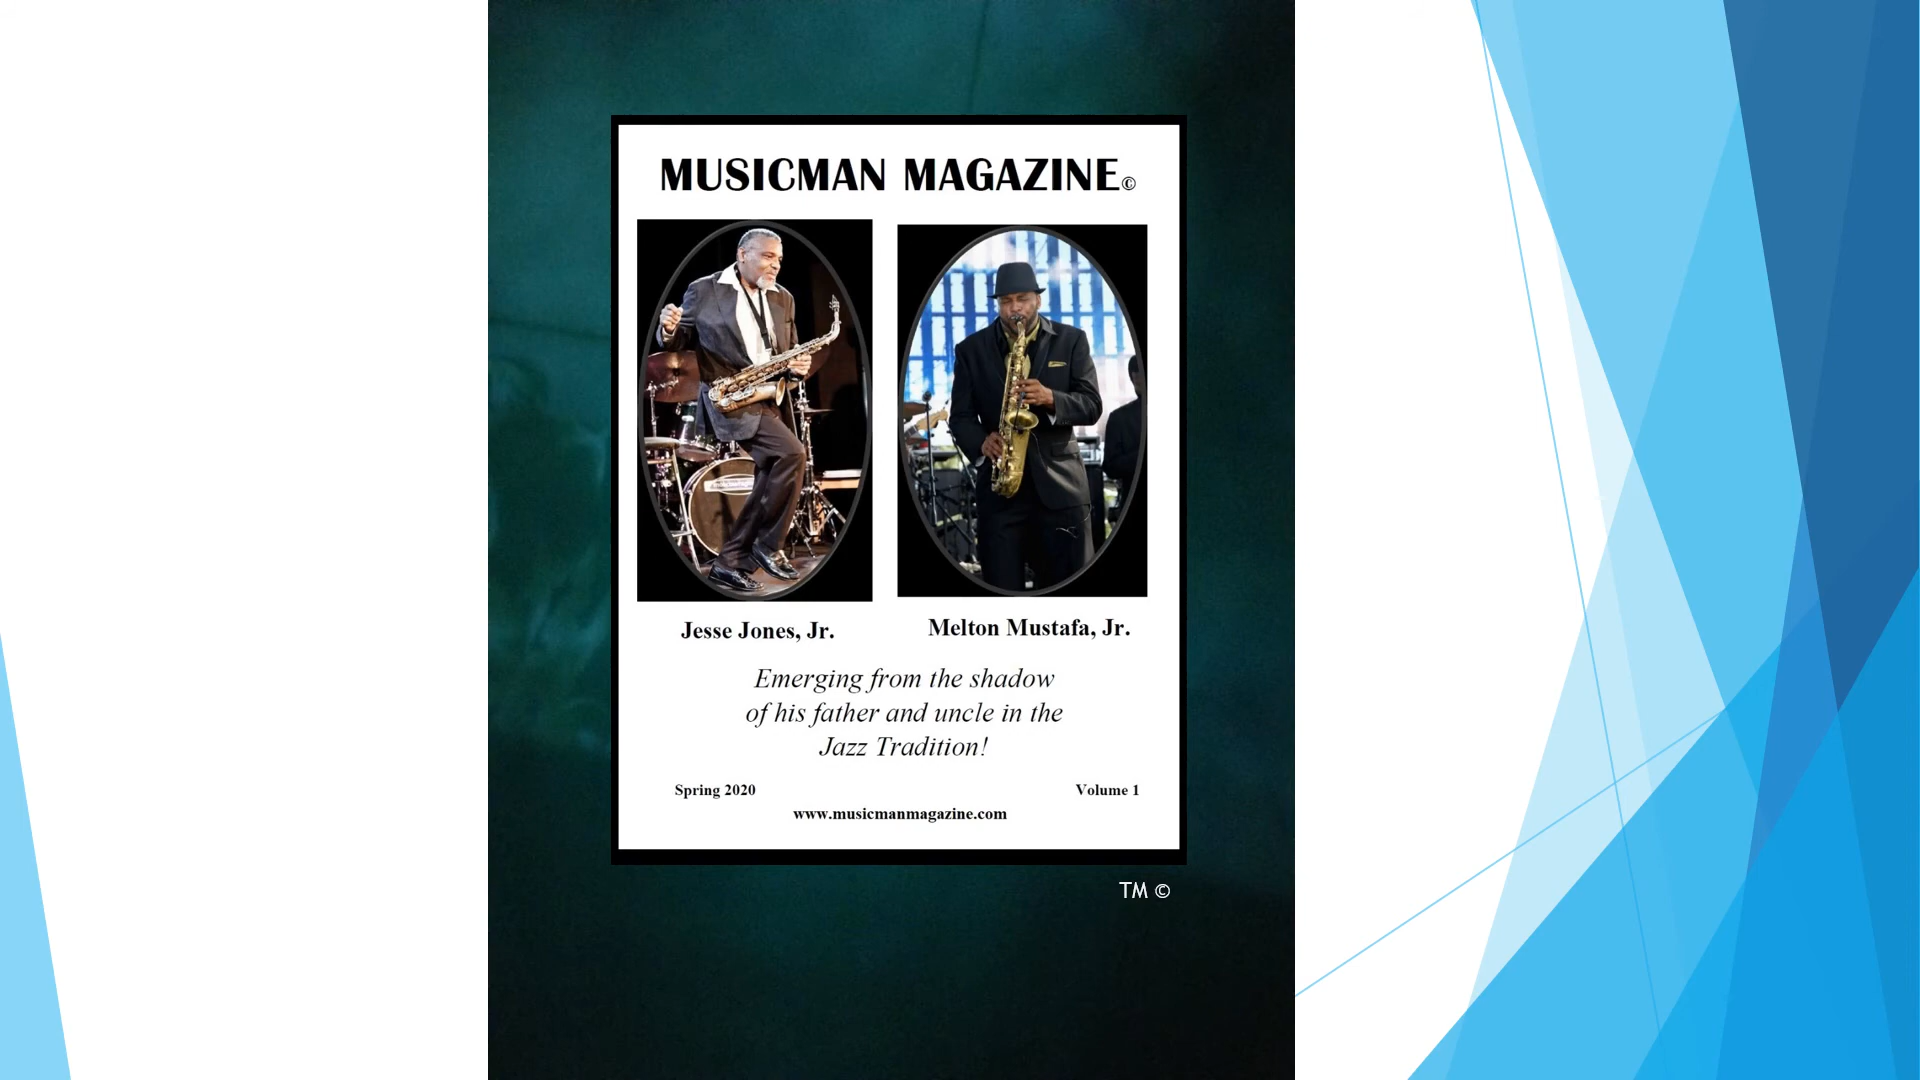 MUSICMAN MAGAZINE©
Jesse Jones, Jr.
Melton Mustafa, Jr.
Emerging from the shadow
of his father and uncle in the
Jazz Tradition!
Spring 2020
Volume 1
www.musicmanmagazine.com
TM ©